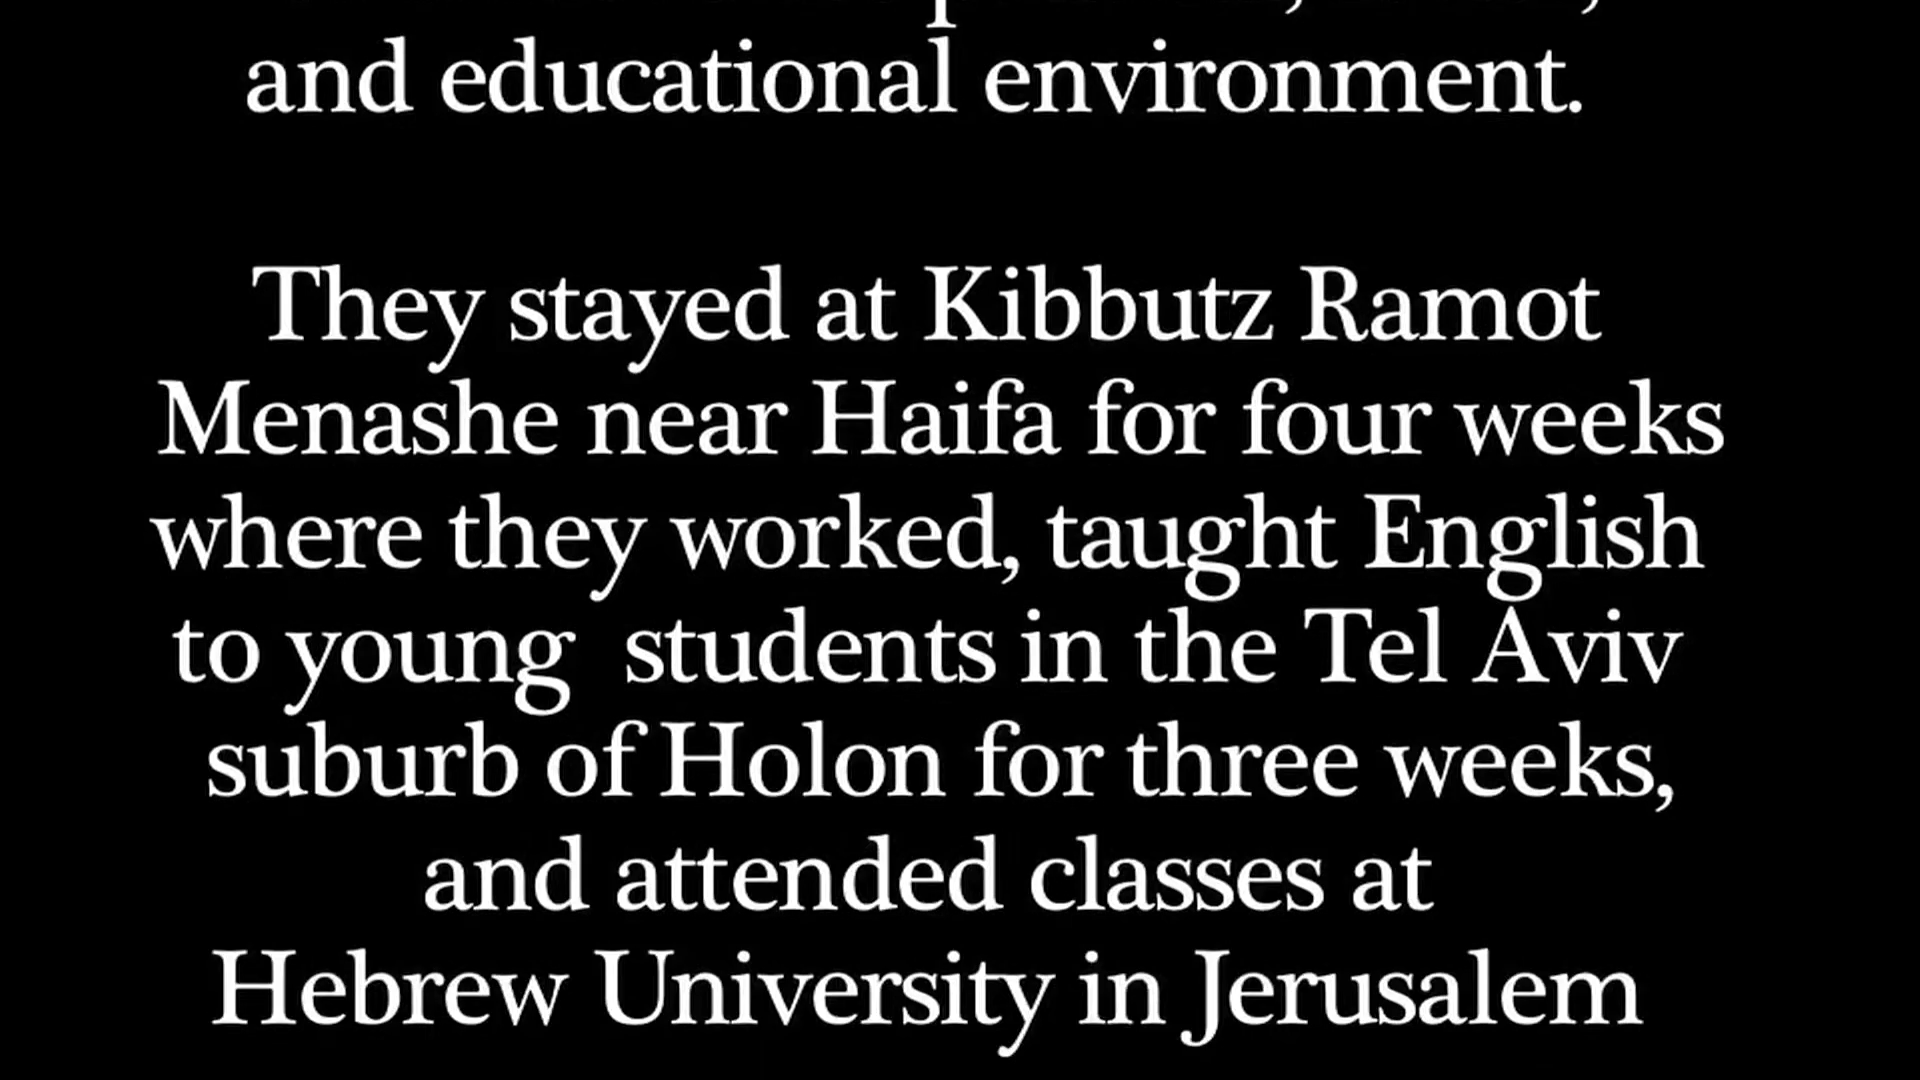 and educational environment.
They stayed at Kibbutz Ramot
Menashe near Haifa for four weeks
where they worked, taught English
to young  students in the Tel Aviv
suburb of Holon for three weeks,
and attended classes at
Hebrew University in Jerusalem